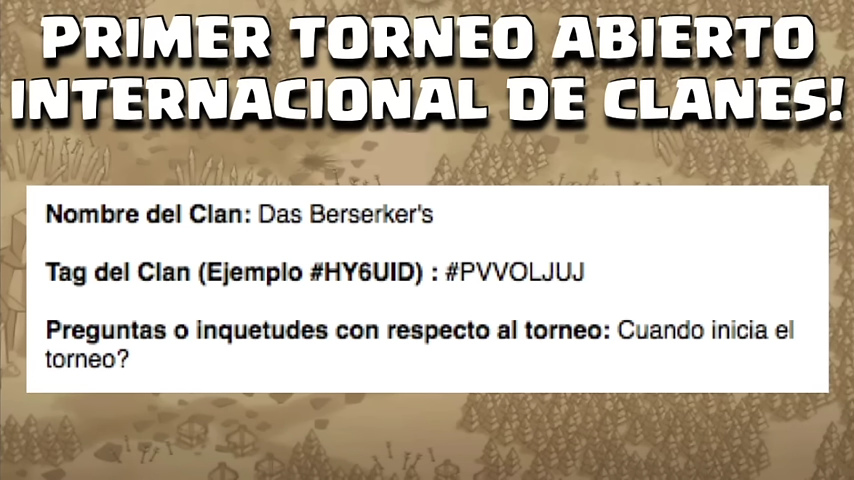 PRIMER TORNEO ABIERTO
INTERNACIONAL DE CLANES!
Nombre del Clan: Das Berserker's
Tag del Clan (Ejemplo #HY6UID) : #PVVOLJUJ
Preguntas o inquetudes con respecto al torneo: Cuando inicia el
torneo?